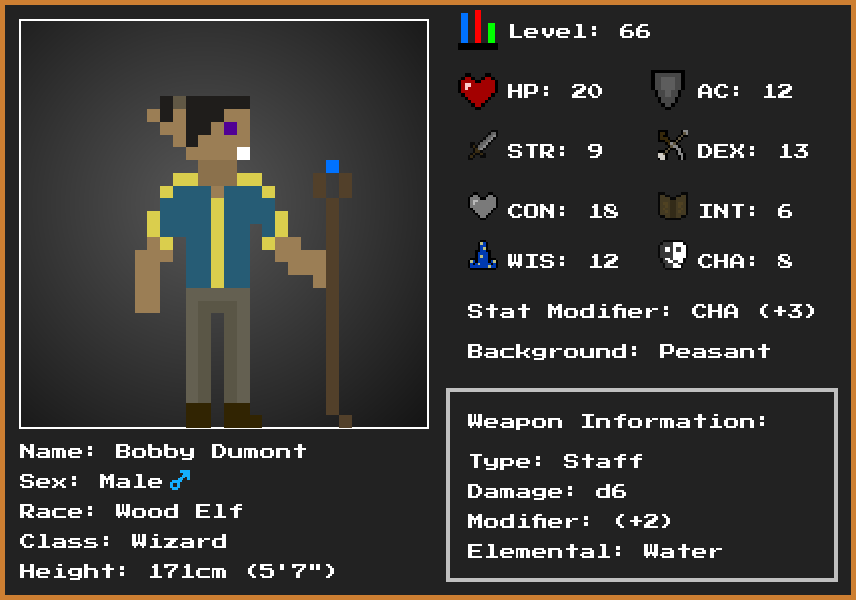 Level: 66
HP: 20
AC: 12
STR: 9
DEX: 13
CON: 18
INT: 6
WIS: 12
CHA: 8
Stat Modifier: CHA (+3)
Background: Peasant
Weapon Information:
Type: Staff
Damage: d6
Modifier: (+2)
Elemental: Water
Name: Bobby Dumont
Sex: Male♂
Race: Wood Elf
Class: Wizard
Height: 171cm (5'7")